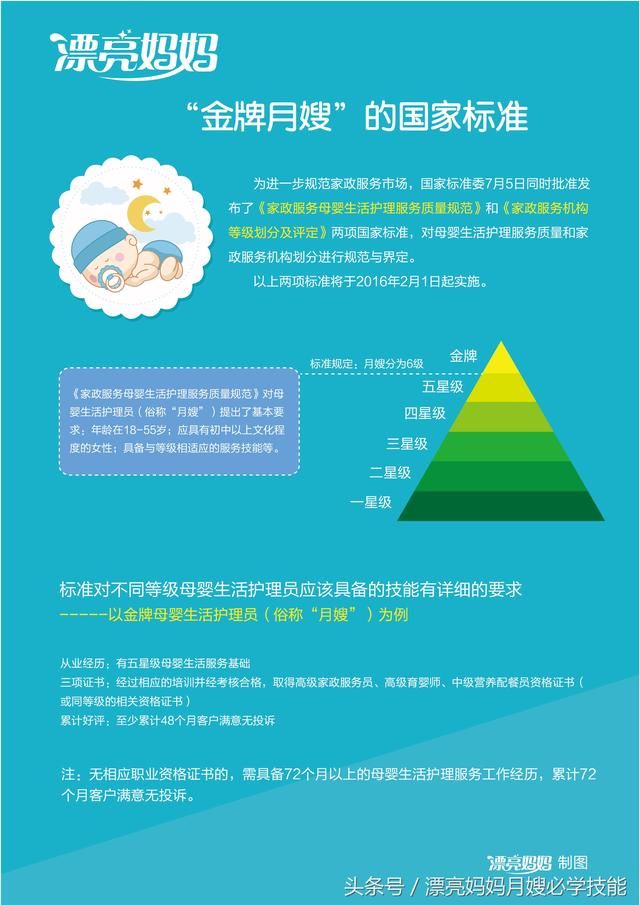 漂亮妈妈
“金牌月嫂”的国家标准
为进一步规范家政服务市场，国家标准委7月5日同时批准发
布了《家政服务母婴生活护理服务质量规范》和《家政服务机构
等级划分及评定》两项国家标准，对母婴生活护理服务质量和家
政服务机构划分进行规范与界定。
以上两项标准将于2016年2月1日起实施。
标准规定：月嫂分为6级
金牌
五星级
四星级
三星级
二星级
一星级
《家政服务母婴生活护理服务质量规范》对母
婴生活护理员（俗称“月嫂”）提出了基本要
求：年龄在18-55岁；应具有初中以上文化程
度的女性；具备与等级相适应的服务技能等。
标准对不同等级母婴生活护理员应该具备的技能有详细的要求
-----以金牌母婴生活护理员（俗称“月嫂”）为例
从业经历：有五星级母婴生活服务基础
三项证书：经过相应的培训并经考核合格，取得高级家政服务员、高级育婴师、中级营养配餐员资格证书（
或同等级的相关资格证书）
累计好评：至少累计48个月客户满意无投诉
注：无相应职业资格证书的，需具备72个月以上的母婴生活护理服务工作经历，累计72
个月客户满意无投诉。
漂亮妈妈 制图
头条号 / 漂亮妈妈月嫂必学技能